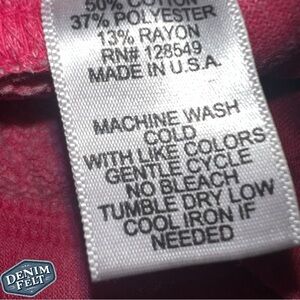 50% COTTON
37% POLYESTER
13% RAYON
RN# 128549
MADE IN U.S.A.
MACHINE WASH
COLD
WITH LIKE COLORS
GENTLE CYCLE
NO BLEACH
TUMBLE DRY LOW
COOL IRON IF
NEEDED
DENIM
FELT